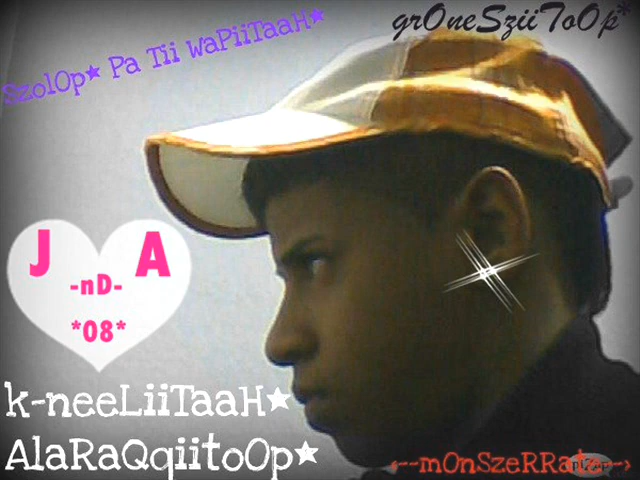 grOneSziiToOp*
SzolOp* Pa Tii WaPiiTaaH*
J A
-nD-
*08*
k-neeLiiTaaH*
AlaRaQqiitoOp*
<--mOnSzeRRate-->